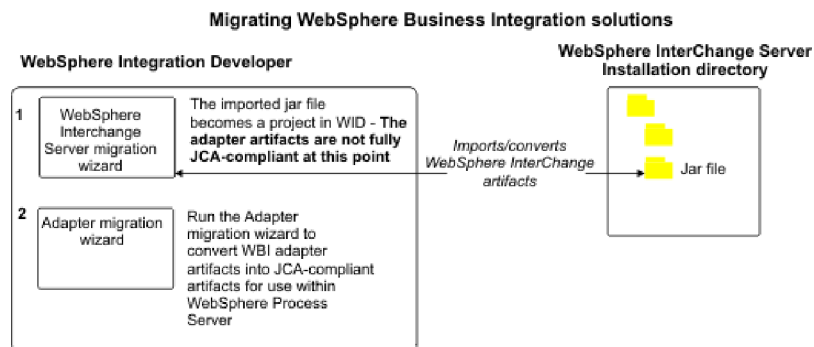 Migrating WebSphere Business Integration solutions
WebSphere Integration Developer
WebSphere InterChange Server
Installation directory
1
WebSphere
Interchange
Server migration
wizard
The imported jar file
becomes a project in WID - The
adapter artifacts are not fully
JCA-compliant at this point
Imports/converts
WebSphere InterChange
artifacts
Jar file
2
Adapter migration
wizard
Run the Adapter
migration wizard to
convert WBI adapter
artifacts into JCA-compliant
artifacts for use within
WebSphere Process
Server